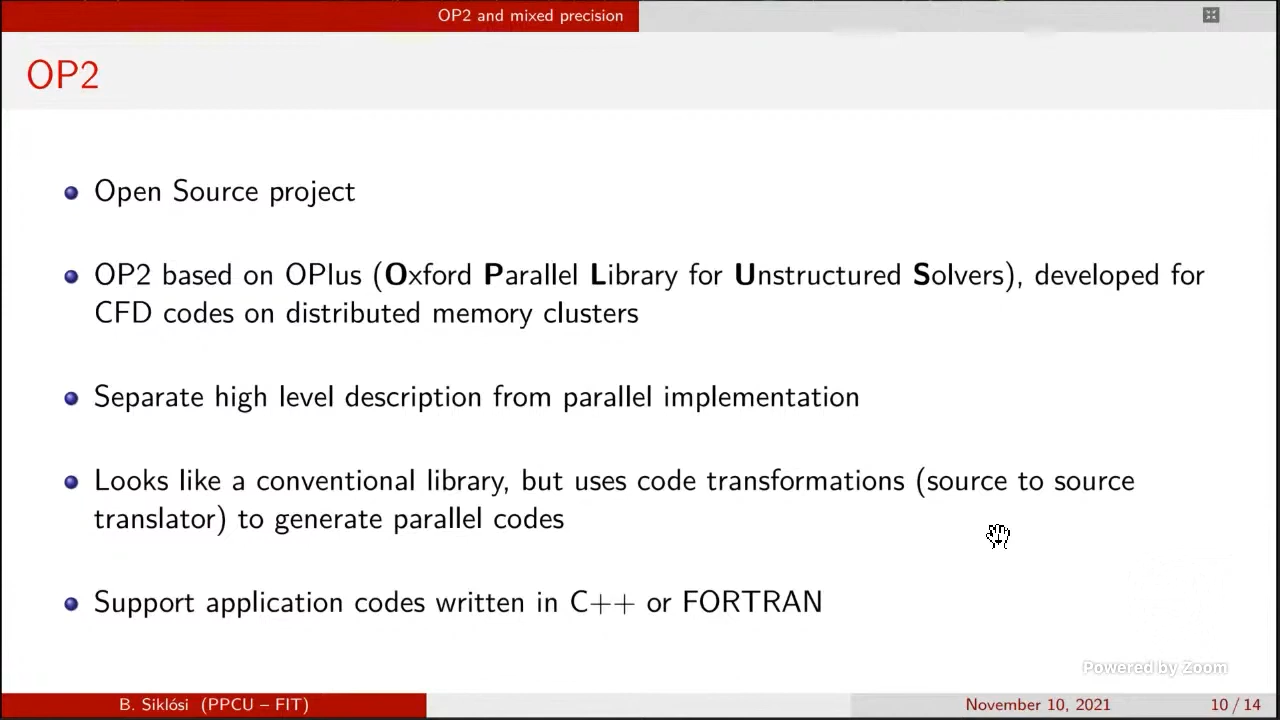 OP2 and mixed precision
OP2
Open Source project
OP2 based on OPlus (Oxford Parallel Library for Unstructured Solvers), developed for
CFD codes on distributed memory clusters
Separate high level description from parallel implementation
Looks like a conventional library, but uses code transformations (source to source
translator) to generate parallel codes
Support application codes written in C++ or FORTRAN
Powered by Zoom
B. Siklósi (PPCU – FIT)
November 10, 2021
10 / 14